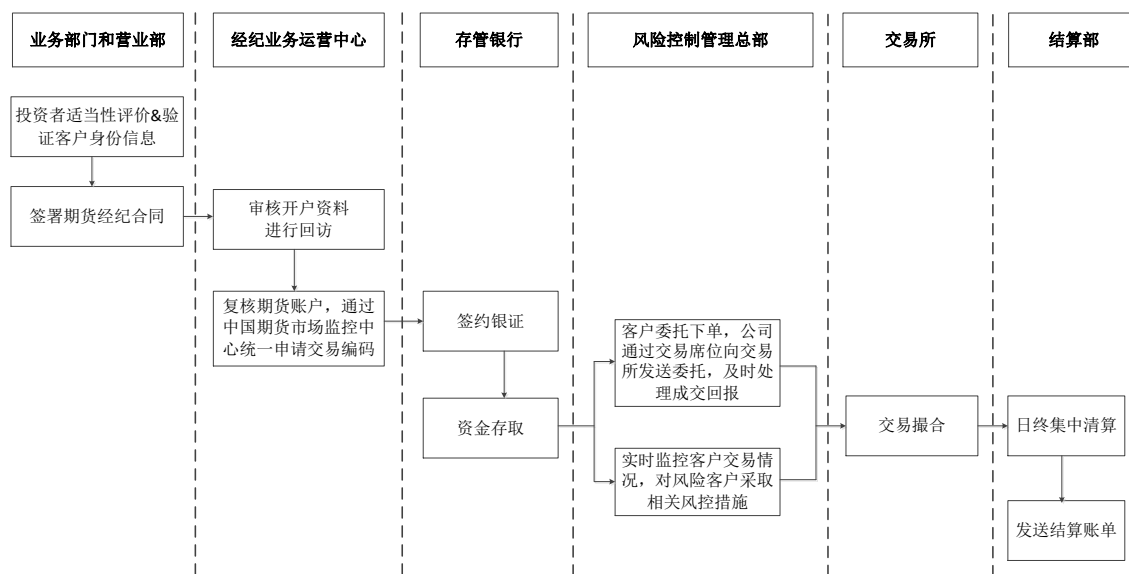 业务部门和营业部
经纪业务运营中心
存管银行
风险控制管理总部
交易所
结算部
投资者适当性评价&验
证客户身份信息
签署期货经纪合同
审核开户资料
进行回访
复核期货账户，通过
中国期货市场监控中
心统一申请交易编码
签约银证
资金存取
客户委托下单，公司
通过交易席位向交易
所发送委托，及时处
理成交回报
实时监控客户交易情
况，对风险客户采取
相关风控措施
交易撮合
日终集中清算
发送结算账单